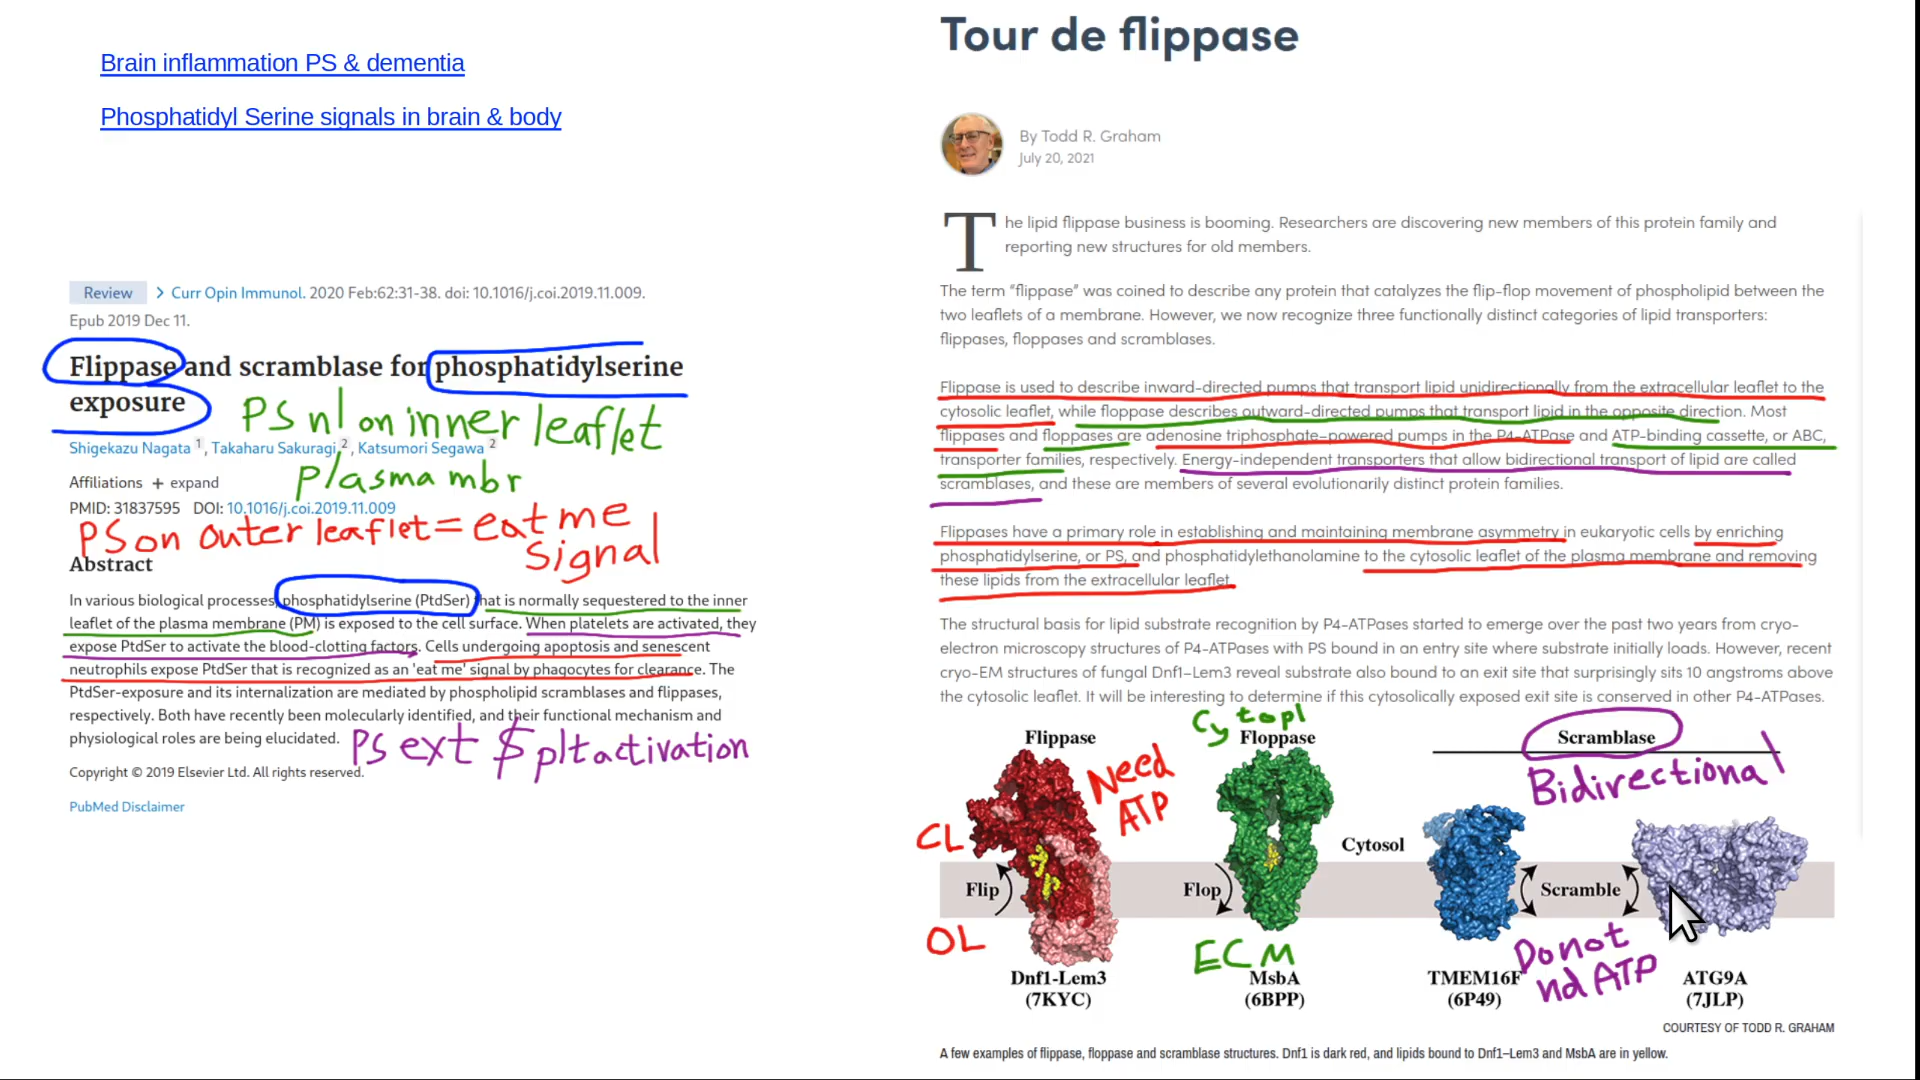 Brain inflammation PS & dementia
Phosphatidyl Serine signals in brain & body
Review > Curr Opin Immunol. 2020 Feb:62:31-38. doi: 10.1016/j.coi.2019.11.009.
Epub 2019 Dec 11.
Flippase and scramblase for phosphatidylserine
exposure
PS nl on inner leaflet
Shigekazu Nagata 1, Takaharu Sakuragi 2, Katsumori Segawa 2
plasma mbr
Affiliations + expand
PMID: 31837595 DOI: 10.1016/j.coi.2019.11.009
PS on outer leaflet = eat me
signal
Abstract
In various biological processes, phosphatidylserine (PtdSer) that is normally sequestered to the inner
leaflet of the plasma membrane (PM) is exposed to the cell surface. When platelets are activated, they
expose PtdSer to activate the blood-clotting factors. Cells undergoing apoptosis and senescent
neutrophils expose PtdSer that is recognized as an 'eat me' signal by phagocytes for clearance. The
PtdSer-exposure and its internalization are mediated by phospholipid scramblases and flippases,
respectively. Both have recently been molecularly identified, and their functional mechanism and
physiological roles are being elucidated.
PS ext $ plt activation
Copyright © 2019 Elsevier Ltd. All rights reserved.
PubMed Disclaimer
Tour de flippase
By Todd R. Graham
July 20, 2021
The lipid flippase business is booming. Researchers are discovering new members of this protein family and
reporting new structures for old members.
The term “flippase” was coined to describe any protein that catalyzes the flip-flop movement of phospholipid between the
two leaflets of a membrane. However, we now recognize three functionally distinct categories of lipid transporters:
flippases, floppases and scramblases.
Flippase is used to describe inward-directed pumps that transport lipid unidirectionally from the extracellular leaflet to the
cytosolic leaflet, while floppase describes outward-directed pumps that transport lipid in the opposite direction. Most
flippases and floppases are adenosine triphosphate–powered pumps in the P4-ATPase and ATP-binding cassette, or ABC,
transporter families, respectively. Energy-independent transporters that allow bidirectional transport of lipid are called
scramblases, and these are members of several evolutionarily distinct protein families.
Flippases have a primary role in establishing and maintaining membrane asymmetry in eukaryotic cells by enriching
phosphatidylserine, or PS, and phosphatidylethanolamine to the cytosolic leaflet of the plasma membrane and removing
these lipids from the extracellular leaflet.
The structural basis for lipid substrate recognition by P4-ATPases started to emerge over the past two years from cryo-
electron microscopy structures of P4-ATPases with PS bound in an entry site where substrate initially loads. However, recent
cryo-EM structures of fungal Dnf1–Lem3 reveal substrate also bound to an exit site that surprisingly sits 10 angstroms above
the cytosolic leaflet. It will be interesting to determine if this cytosolically exposed exit site is conserved in other P4-ATPases.
Cytopl
Flippase Floppase Scramblase
Need
ATP
Bidirectional
CL
Cytosol
Flip Flop Scramble
OL
ECM
Do not
nd ATP
Dnf1-Lem3 MsbA TMEM16F ATG9A
(7KYC) (6BPP) (6P49) (7JLP)
COURTESY OF TODD R. GRAHAM
A few examples of flippase, floppase and scramblase structures. Dnf1 is dark red, and lipids bound to Dnf1–Lem3 and MsbA are in yellow.